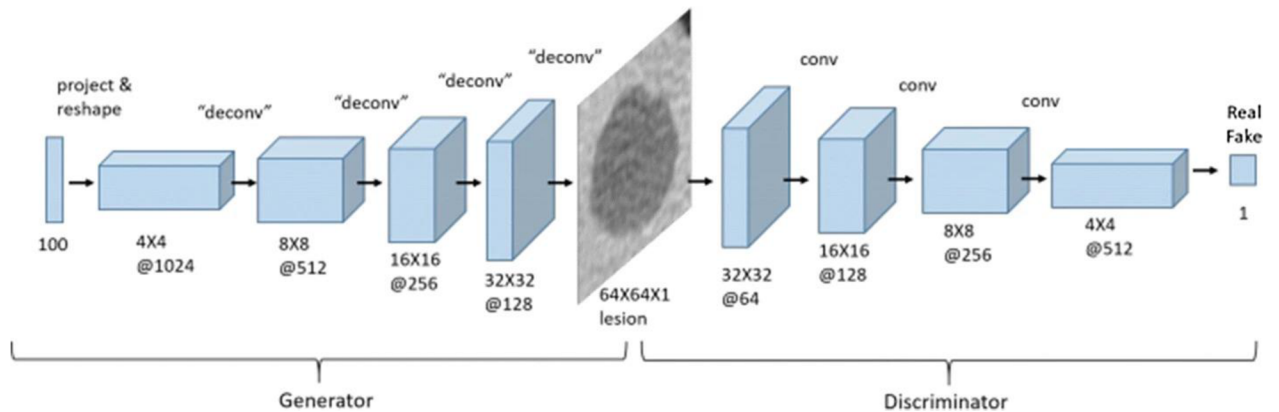 project &
reshape
“deconv”
“deconv”
“deconv”
“deconv”
conv
conv
conv
Real
Fake
100
4X4
@1024
8X8
@512
16X16
@256
32X32
@128
64X64X1
lesion
32X32
@64
16X16
@128
8X8
@256
4X4
@512
1
Generator
Discriminator